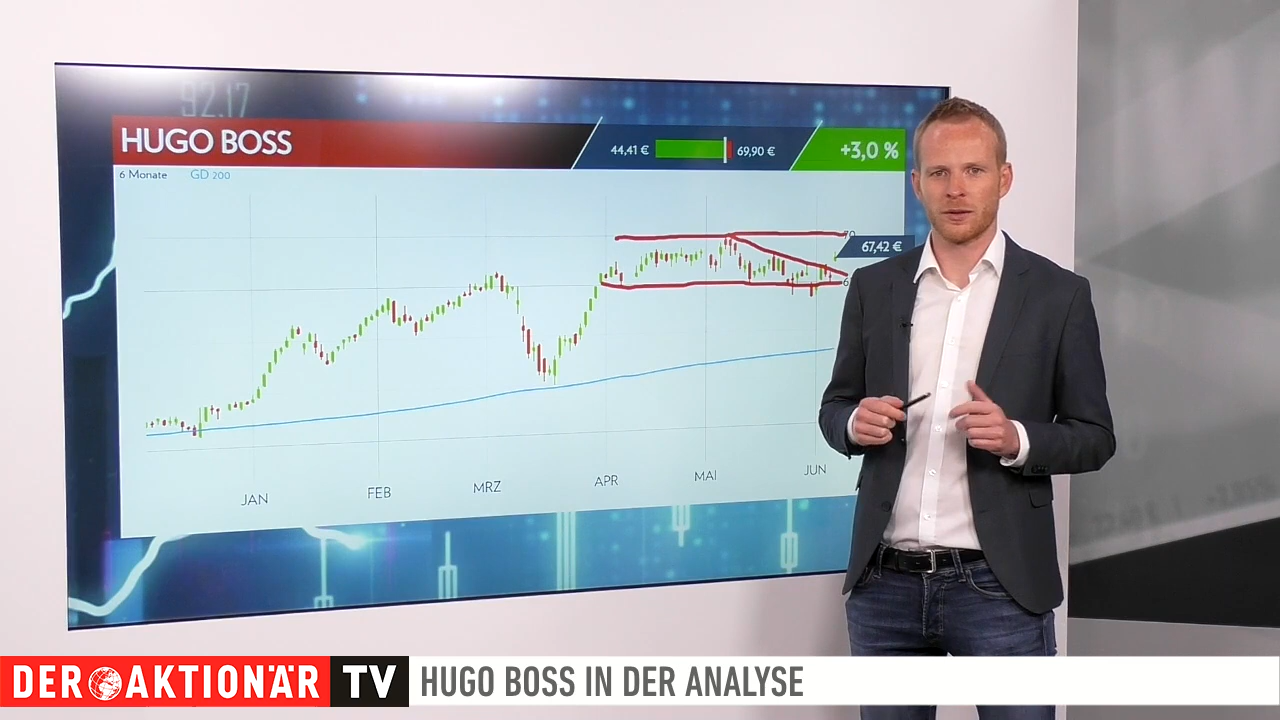 92.17
HUGO BOSS
44,41 €
69,90 €
+3,0 %
6 Monate
GD 200
70
67,42 €
JAN
FEB
MRZ
APR
MAI
JUN
DER AKTIONÄR TV
HUGO BOSS IN DER ANALYSE